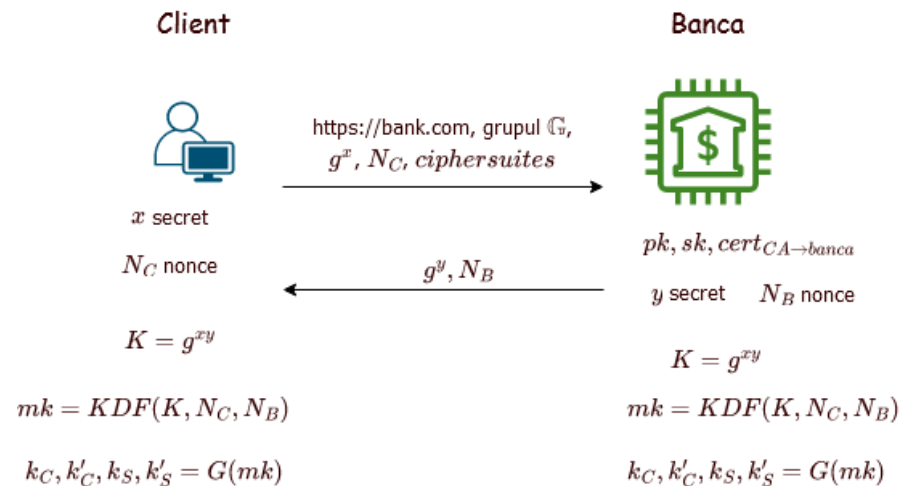 Client
Banca
https://bank.com, grupul 𝔾,
g^x, N_C, ciphersuites
$
x secret
N_C nonce
pk, sk, cert_{CA→banca}
g^y, N_B
y secret N_B nonce
K = g^{xy}
K = g^{xy}
mk = KDF(K, N_C, N_B)
mk = KDF(K, N_C, N_B)
k_C, k'_C, k_S, k'_S = G(mk)
k_C, k'_C, k_S, k'_S = G(mk)